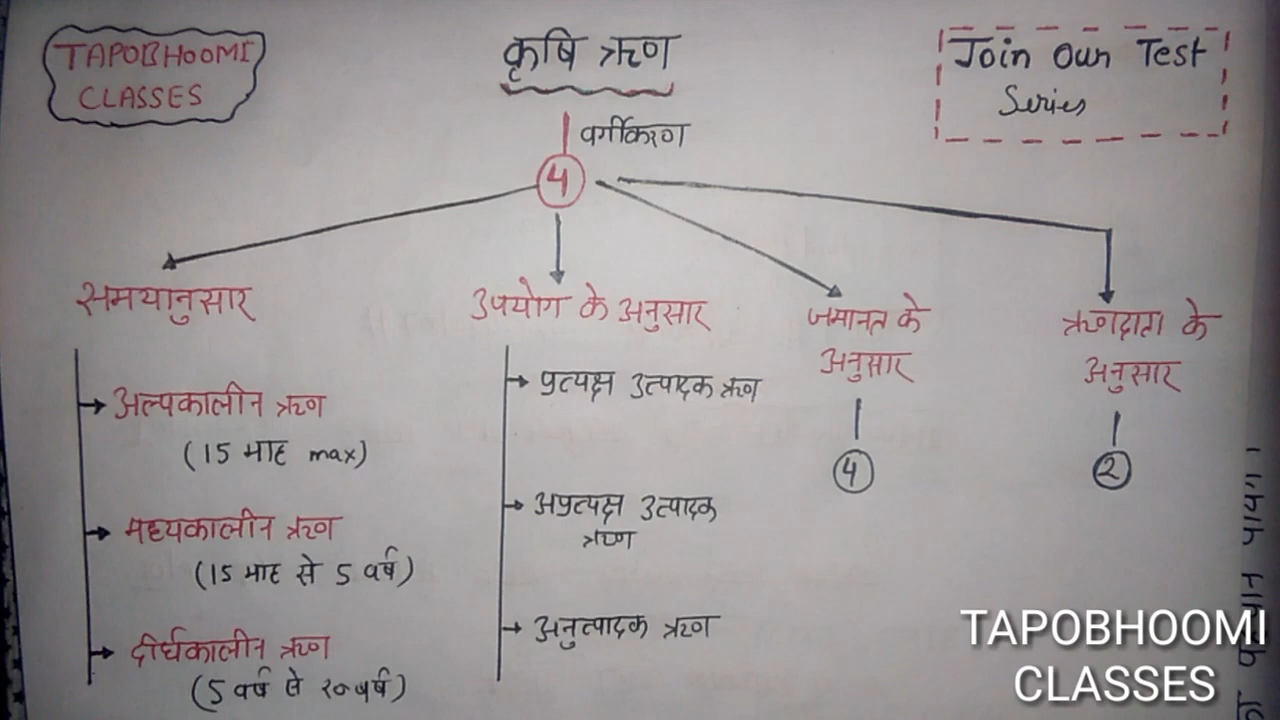 TAPOBHOOMI
CLASSES
कृषि ऋण
Join Our Test
Series
वर्गीकरण
4
समयानुसार
उपयोग के अनुसार
जमानत के
अनुसार
ऋणदाता के
अनुसार
4
2
अल्पकालीन ऋण
(15 माह max)
मध्यकालीन ऋण
(15 माह से 5 वर्ष)
दीर्घकालीन ऋण
(5 वर्ष से २० वर्ष)
प्रत्यक्ष उत्पादक ऋण
अप्रत्यक्ष उत्पादक
ऋण
अनुत्पादक ऋण
TAPOBHOOMI
CLASSES